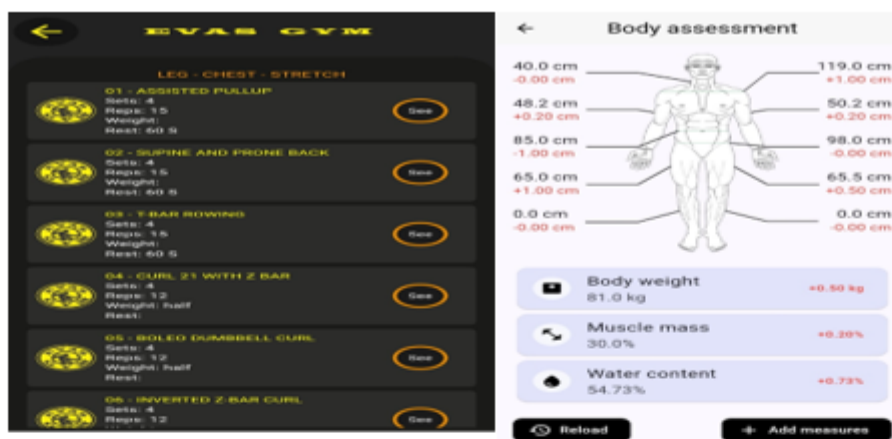 EVAS GYM
LEG - CHEST - STRETCH
01 - ASSISTED PULLUP
Sets: 4
Reps: 15
Weight:
Rest: 60 S
See
02 - SUPINE AND PRONE BACK
Sets: 4
Reps: 15
Weight:
Rest: 60 S
See
03 - T-BAR ROWING
Sets: 4
Reps: 15
Weight:
Rest: 60 S
See
04 - CURL 21 WITH Z BAR
Sets: 4
Reps: 12
Weight: half
Rest:
See
05 - BOLEO DUMBBELL CURL
Sets: 4
Reps: 12
Weight: half
Rest:
See
06 - INVERTED Z-BAR CURL
Sets: 4
Reps: 12
See
Body assessment
40.0 cm
-0.00 cm
119.0 cm
+1.00 cm
48.2 cm
+0.20 cm
50.2 cm
+0.20 cm
85.0 cm
-1.00 cm
98.0 cm
-0.00 cm
65.0 cm
+1.00 cm
65.5 cm
+0.50 cm
0.0 cm
-0.00 cm
0.0 cm
-0.00 cm
Body weight
81.0 kg
+0.50 kg
Muscle mass
30.0%
+0.20%
Water content
54.73%
+0.73%
Reload
Add measures